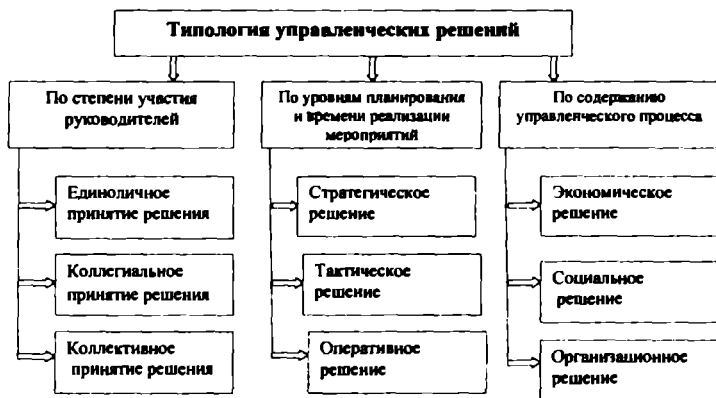 Типология управленческих решений
По степени участия
руководителей
Единоличное
принятие решения
Коллегиальное
принятие решения
Коллективное
принятие решения
По уровням планирования
и времени реализации
мероприятий
Стратегическое
решение
Тактическое
решение
Оперативное
решение
По содержанию
управленческого процесса
Экономическое
решение
Социальное
решение
Организационное
решение